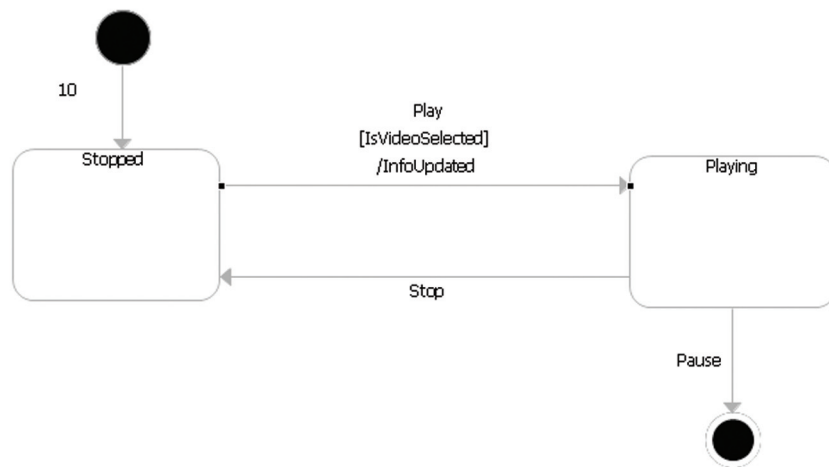 10
Play
[IsVideoSelected]
/InfoUpdated
Stopped
Playing
Stop
Pause